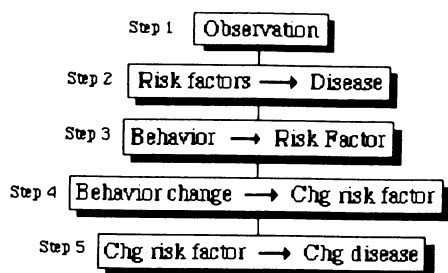 Step 1 Observation
Step 2 Risk factors → Disease
Step 3 Behavior → Risk Factor
Step 4 Behavior change → Chg risk factor
Step 5 Chg risk factor → Chg disease